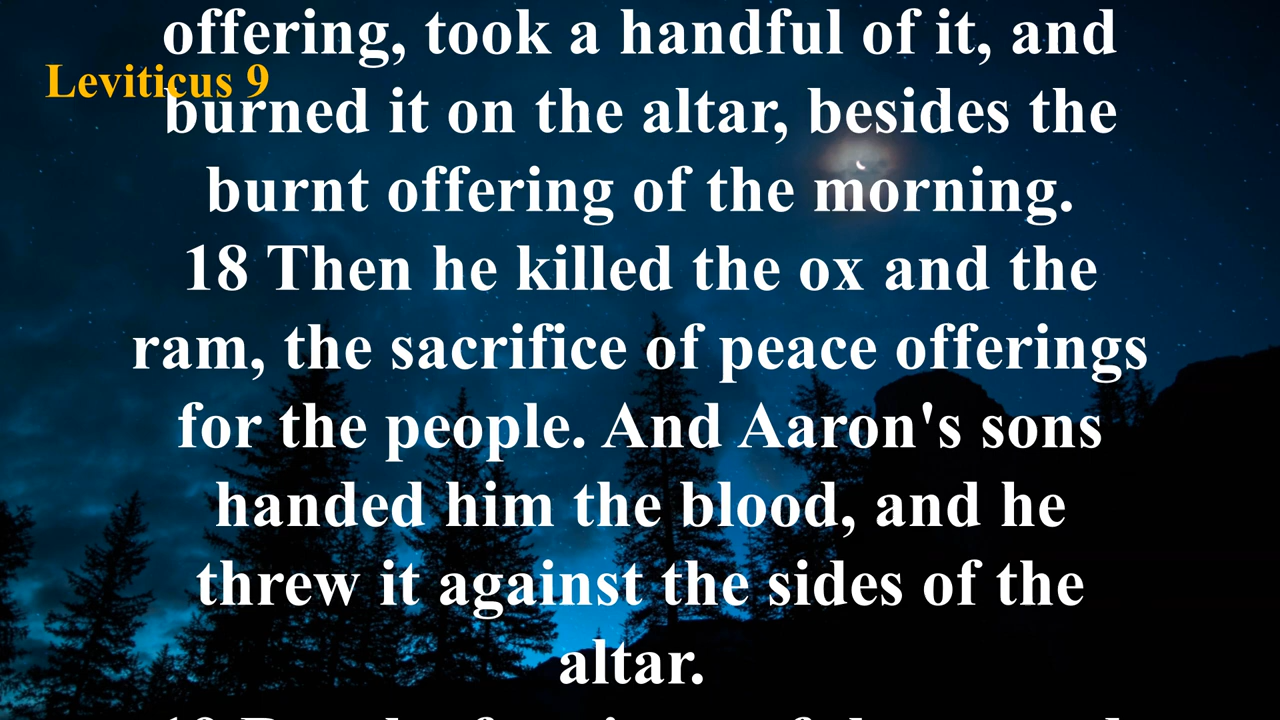 offering, took a handful of it, and
Leviticus 9
burned it on the altar, besides the
burnt offering of the morning.
18 Then he killed the ox and the
ram, the sacrifice of peace offerings
for the people. And Aaron's sons
handed him the blood, and he
threw it against the sides of the
altar.